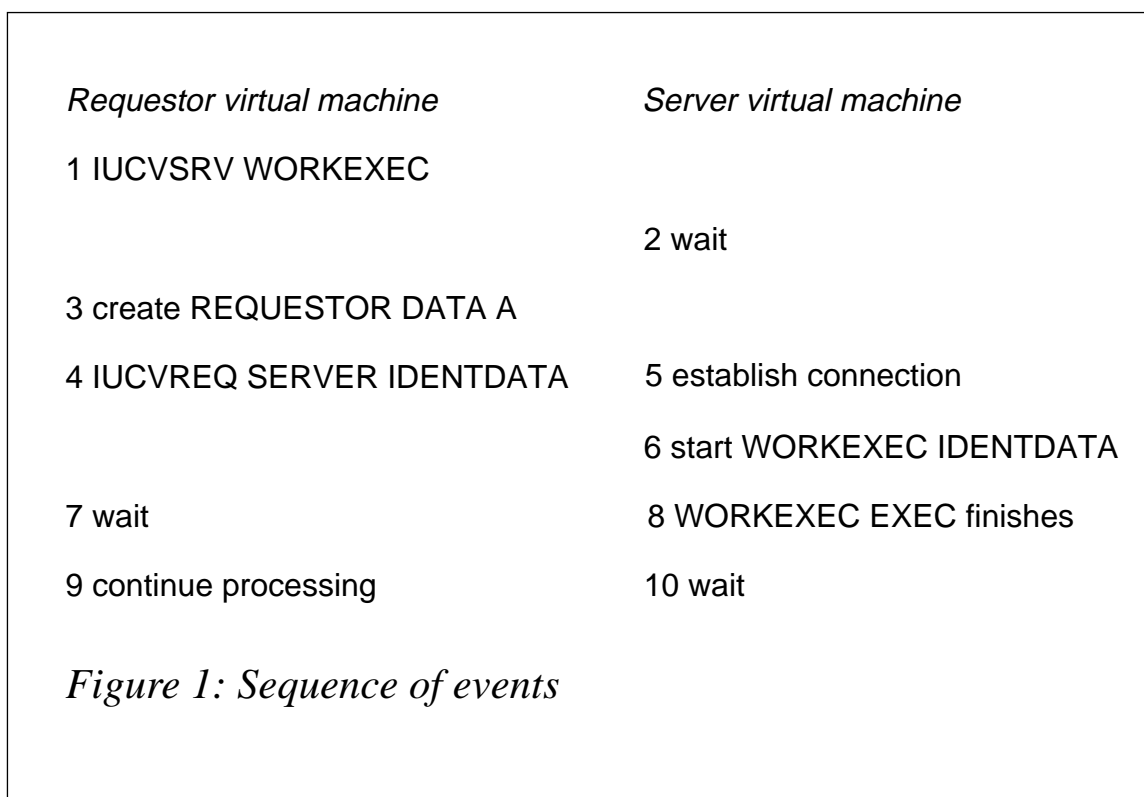 Requestor virtual machine Server virtual machine
1 IUCVSRV WORKEXEC
2 wait
3 create REQUESTOR DATA A
4 IUCVREQ SERVER IDENTDATA 5 establish connection
6 start WORKEXEC IDENTDATA
7 wait 8 WORKEXEC EXEC finishes
9 continue processing 10 wait
Figure 1: Sequence of events